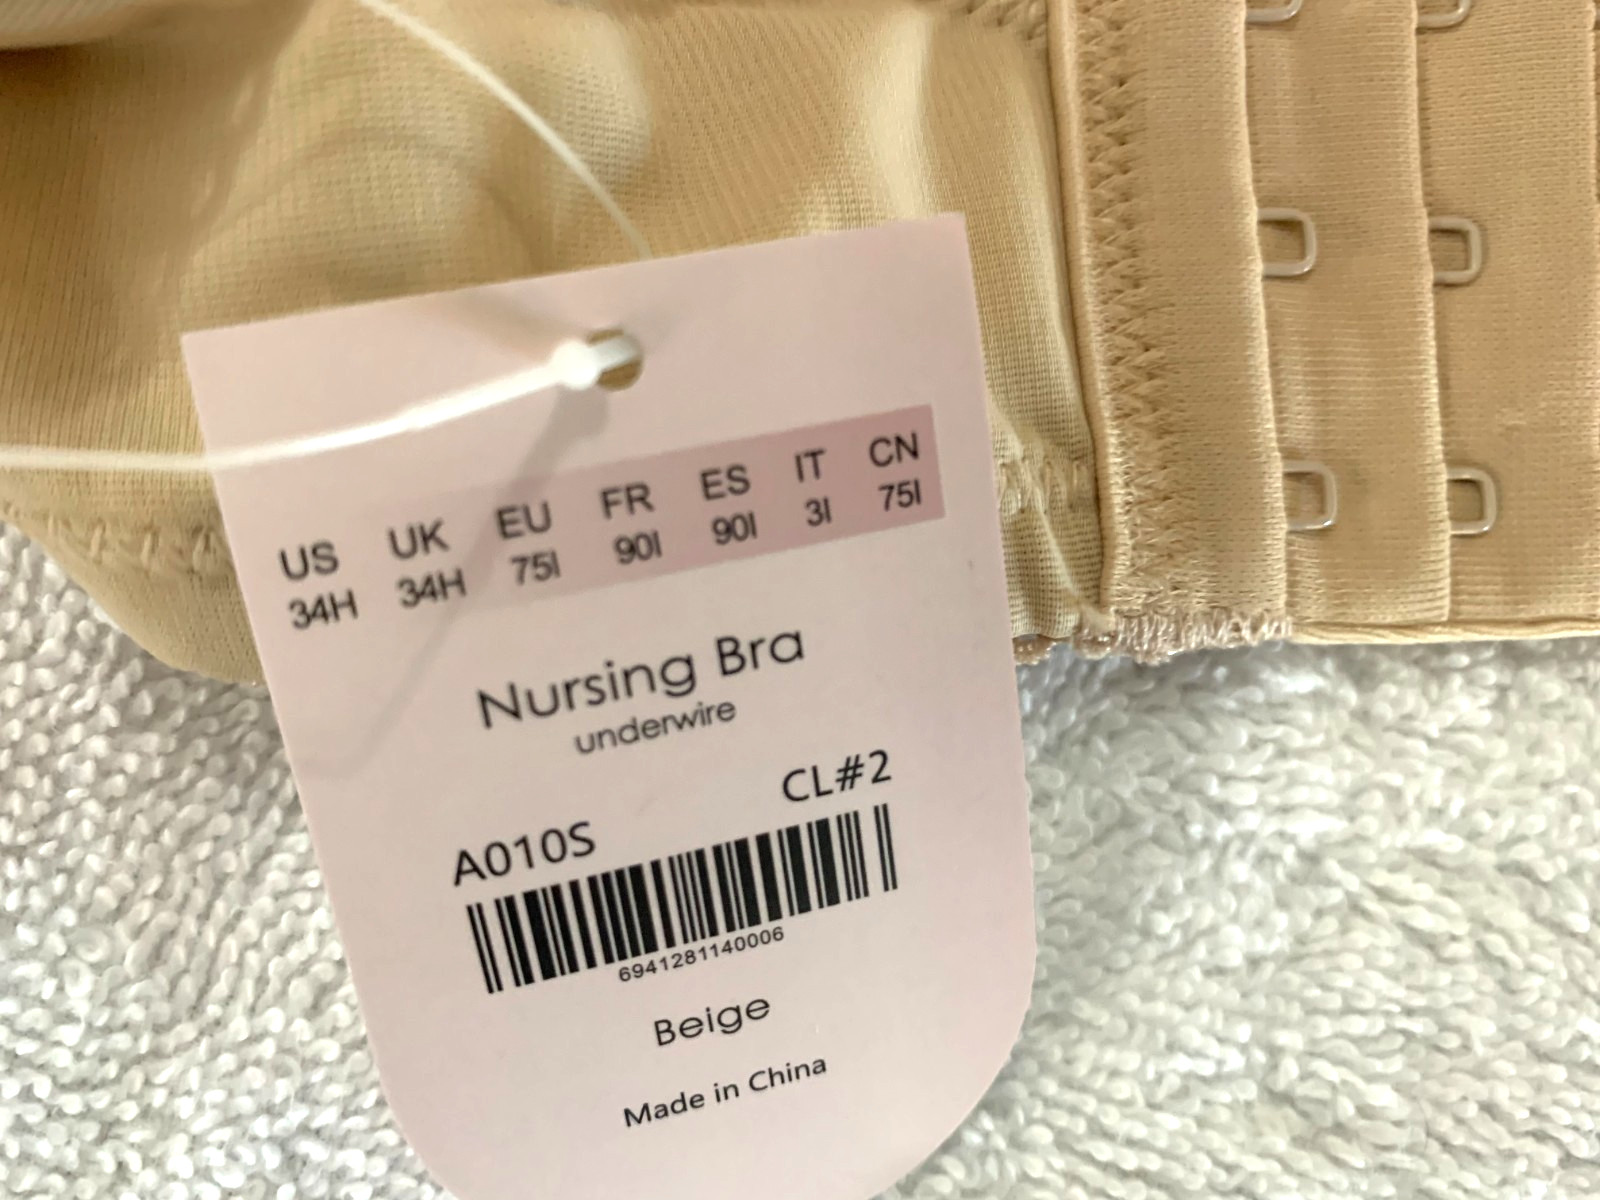 US UK EU FR ES IT CN
34H 34H 75I 90I 90I 3I 75I
Nursing Bra
underwire
CL#2
A010S
6941281140006
Beige
Made in China